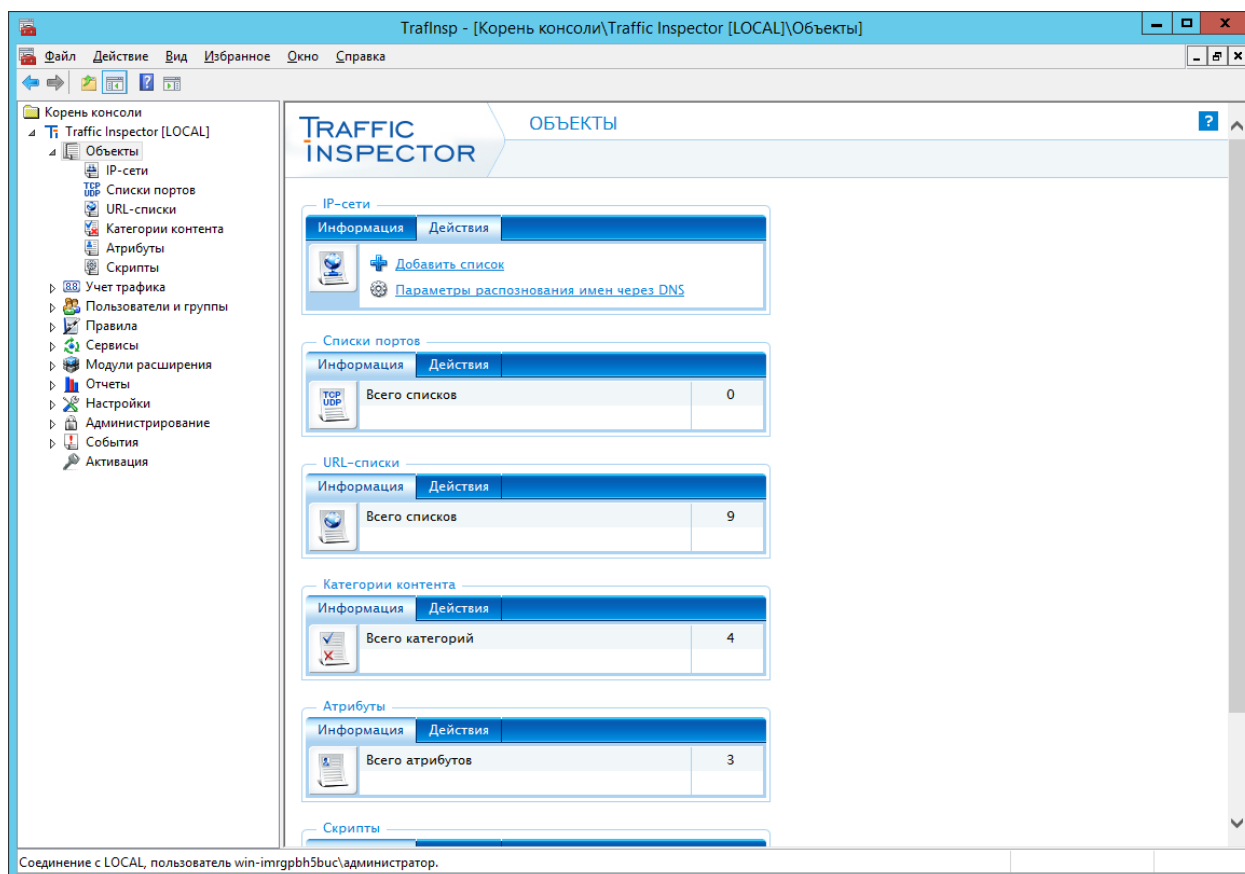 TrafInsp - [Корень консоли\Traffic Inspector [LOCAL]\Объекты]
Файл Действие Вид Избранное Окно Справка
Корень консоли
Traffic Inspector [LOCAL]
Объекты
IP-сети
TCP UDP Списки портов
URL-списки
Категории контента
Атрибуты
Скрипты
Учет трафика
Пользователи и группы
Правила
Сервисы
Модули расширения
Отчеты
Настройки
Администрирование
События
Активация
TRAFFIC
INSPECTOR
ОБЪЕКТЫ
?
IP-сети
Информация Действия
Добавить список
Параметры распознования имен через DNS
Списки портов
Информация Действия
TCP
UDP
Всего списков 0
URL-списки
Информация Действия
Всего списков 9
Категории контента
Информация Действия
Всего категорий 4
Атрибуты
Информация Действия
Всего атрибутов 3
Скрипты
Соединение с LOCAL, пользователь win-imrgpbh5buc\администратор.